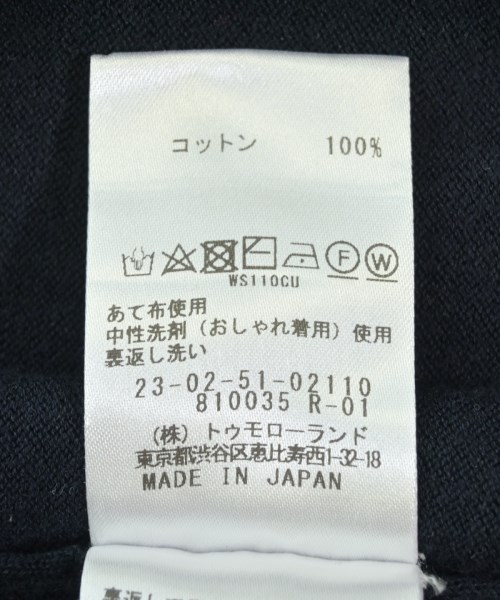 コットン 100%
F W
WS110CU
あて布使用
中性洗剤（おしゃれ着用）使用
裏返し洗い
23-02-51-02110
810035 R-01
（株）トゥモローランド
東京都渋谷区恵比寿西1-32-18
MADE IN JAPAN